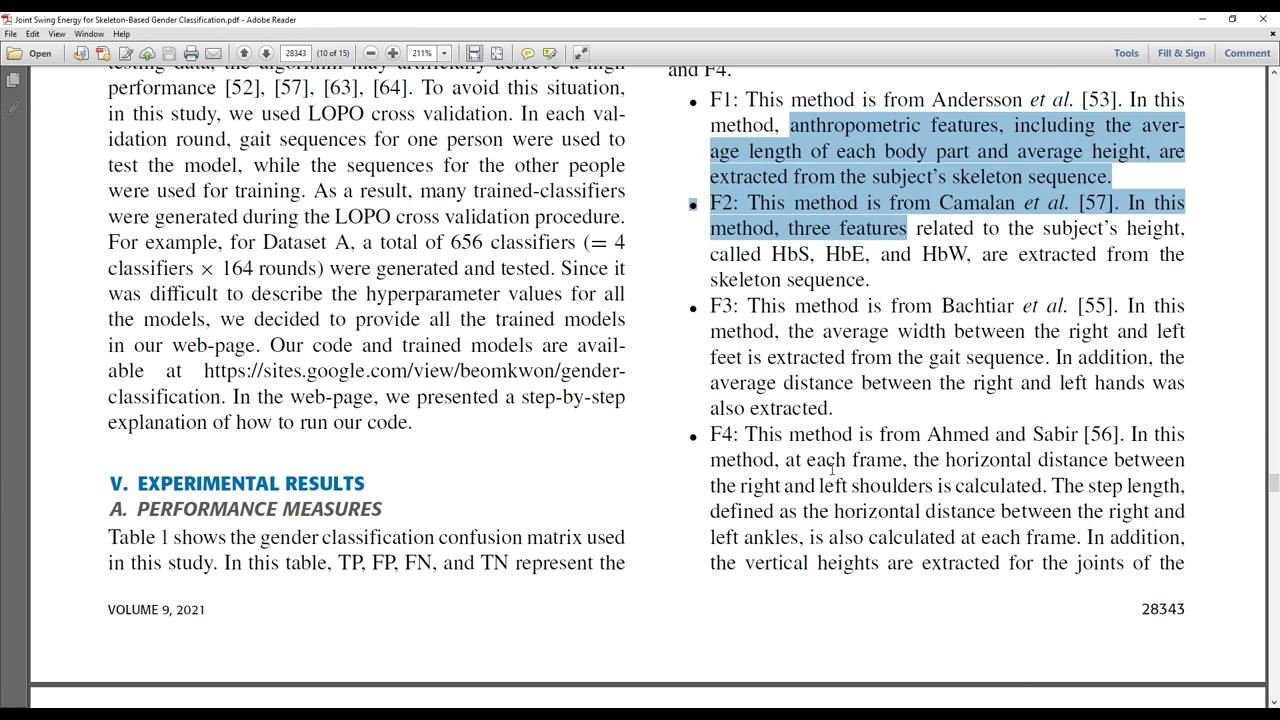 Joint Swing Energy for Skeleton-Based Gender Classification.pdf - Adobe Reader
File Edit View Window Help
Open 28343 (10 of 15) 211% Tools Fill & Sign Comment
testing data, the algorithm may artificially achieve a high
performance [52], [57], [63], [64]. To avoid this situation,
in this study, we used LOPO cross validation. In each val-
idation round, gait sequences for one person were used to
test the model, while the sequences for the other people
were used for training. As a result, many trained-classifiers
were generated during the LOPO cross validation procedure.
For example, for Dataset A, a total of 656 classifiers (= 4
classifiers × 164 rounds) were generated and tested. Since it
was difficult to describe the hyperparameter values for all
the models, we decided to provide all the trained models
in our web-page. Our code and trained models are avail-
able at https://sites.google.com/view/beomkwon/gender-
classification. In the web-page, we presented a step-by-step
explanation of how to run our code.
V. EXPERIMENTAL RESULTS
A. PERFORMANCE MEASURES
Table 1 shows the gender classification confusion matrix used
in this study. In this table, TP, FP, FN, and TN represent the
and F4.
• F1: This method is from Andersson et al. [53]. In this
method, anthropometric features, including the aver-
age length of each body part and average height, are
extracted from the subject's skeleton sequence.
• F2: This method is from Camalan et al. [57]. In this
method, three features related to the subject's height,
called HbS, HbE, and HbW, are extracted from the
skeleton sequence.
• F3: This method is from Bachtiar et al. [55]. In this
method, the average width between the right and left
feet is extracted from the gait sequence. In addition, the
average distance between the right and left hands was
also extracted.
• F4: This method is from Ahmed and Sabir [56]. In this
method, at each frame, the horizontal distance between
the right and left shoulders is calculated. The step length,
defined as the horizontal distance between the right and
left ankles, is also calculated at each frame. In addition,
the vertical heights are extracted for the joints of the
VOLUME 9, 2021
28343